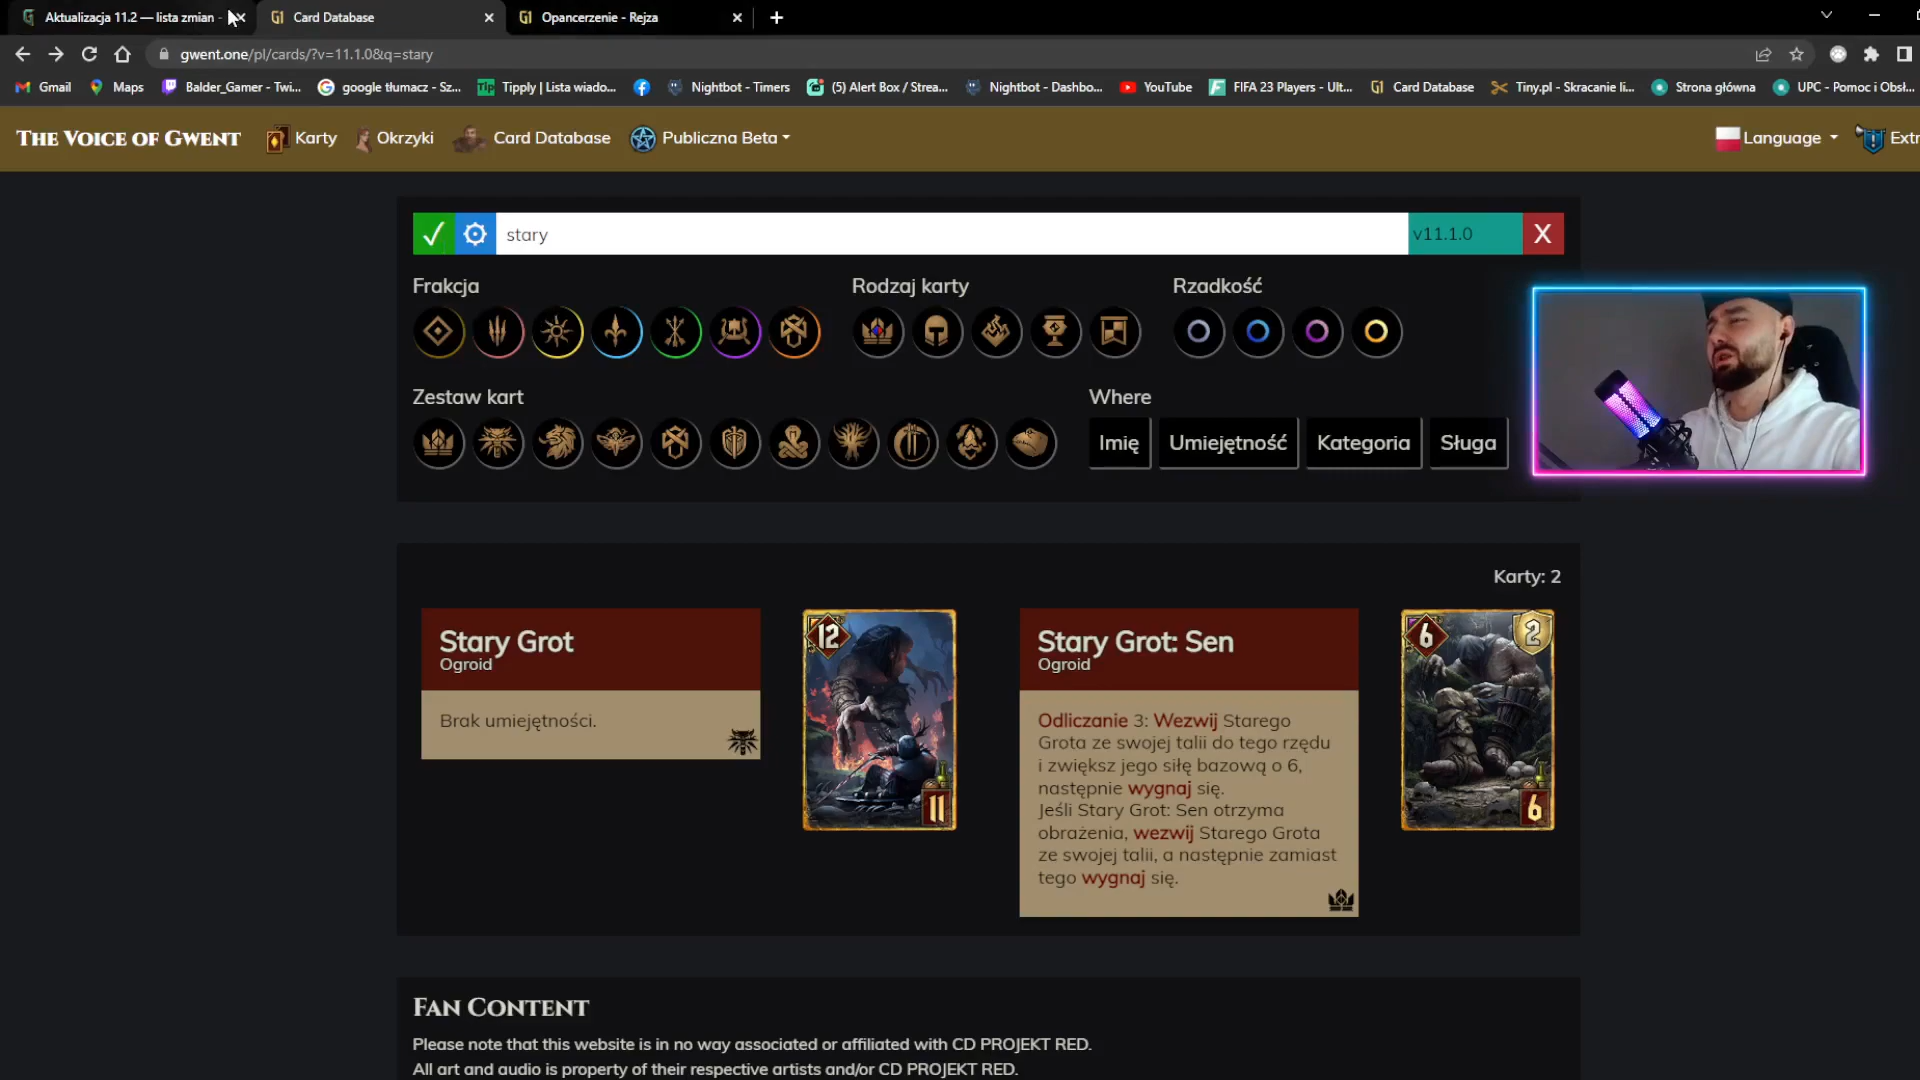 Aktualizacja 11.2 — lista zmian -
Card Database
Opancerzenie - Rejza
gwent.one/pl/cards/?v=11.1.0&q=stary
Gmail
Maps
Balder_Gamer - Twi...
google tłumacz - Sz...
Tipply | Lista wiado...
Nightbot - Timers
(5) Alert Box / Strea...
Nightbot - Dashbo...
YouTube
FIFA 23 Players - Ult...
Card Database
Tiny.pl - Skracanie li...
Strona główna
UPC - Pomoc i Obsł...
THE VOICE OF GWENT
Karty
Okrzyki
Card Database
Publiczna Beta
Language
Extr
stary
v11.1.0
X
Frakcja
Rodzaj karty
Rzadkość
Zestaw kart
Where
Imię
Umiejętność
Kategoria
Sługa
Karty: 2
Stary Grot
Ogroid
Brak umiejętności.
12
11
Stary Grot: Sen
Ogroid
Odliczanie 3: Wezwij Starego
Grota ze swojej talii do tego rzędu
i zwiększ jego siłę bazową o 6,
następnie wygnaj się.
Jeśli Stary Grot: Sen otrzyma
obrażenia, wezwij Starego Grota
ze swojej talii, a następnie zamiast
tego wygnaj się.
6
2
6
FAN CONTENT
Please note that this website is in no way associated or affiliated with CD PROJEKT RED.
All art and audio is property of their respective artists and/or CD PROJEKT RED.